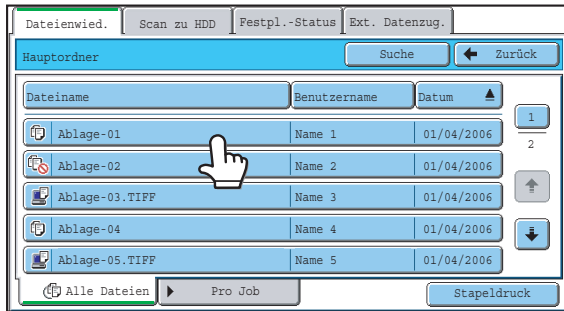 Dateienwied. Scan zu HDD Festpl.-Status Ext. Datenzug.
Hauptordner Suche Zurück
Dateiname Benutzername Datum
Ablage-01 Name 1 01/04/2006
Ablage-02 Name 2 01/04/2006
Ablage-03.TIFF Name 3 01/04/2006
Ablage-04 Name 4 01/04/2006
Ablage-05.TIFF Name 5 01/04/2006
1
2
Alle Dateien Pro Job Stapeldruck